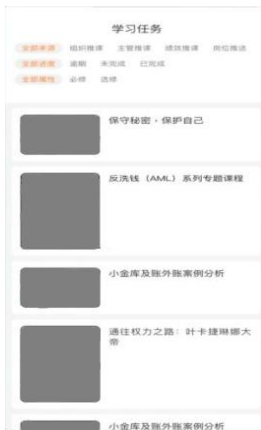 学习任务
全部来源 组织推课 主管推课 绩效推课 岗位推送
全部进度 逾期 未完成 已完成
全部属性 必修 选修
保守秘密，保护自己
反洗钱（AML）系列专题课程
小金库及账外账案例分析
通往权力之路：叶卡捷琳娜大
帝
小金库及账外账案例分析